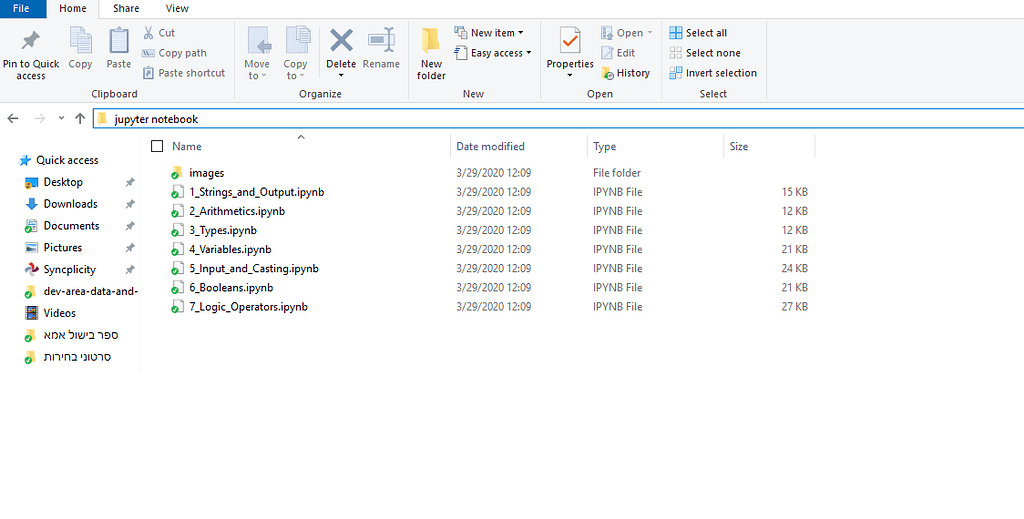 File Home Share View
Pin to Quick access
Copy
Paste
Cut
Copy path
Paste shortcut
Clipboard
Move to
Copy to
Delete
Rename
Organize
New folder
New item
Easy access
New
Properties
Open
Edit
History
Open
Select all
Select none
Invert selection
Select
jupyter notebook
Quick access
Desktop
Downloads
Documents
Pictures
Syncplicity
dev-area-data-and-
Videos
ספר בישול אמא
סרטוני בחירות
Name Date modified Type Size
images 3/29/2020 12:09 File folder
1_Strings_and_Output.ipynb 3/29/2020 12:09 IPYNB File 15 KB
2_Arithmetics.ipynb 3/29/2020 12:09 IPYNB File 12 KB
3_Types.ipynb 3/29/2020 12:09 IPYNB File 12 KB
4_Variables.ipynb 3/29/2020 12:09 IPYNB File 21 KB
5_Input_and_Casting.ipynb 3/29/2020 12:09 IPYNB File 24 KB
6_Booleans.ipynb 3/29/2020 12:09 IPYNB File 21 KB
7_Logic_Operators.ipynb 3/29/2020 12:09 IPYNB File 27 KB